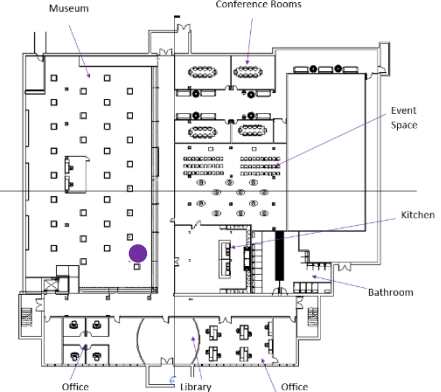 Museum
Conference Rooms
Event
Space
Kitchen
Bathroom
Office
Library
Office